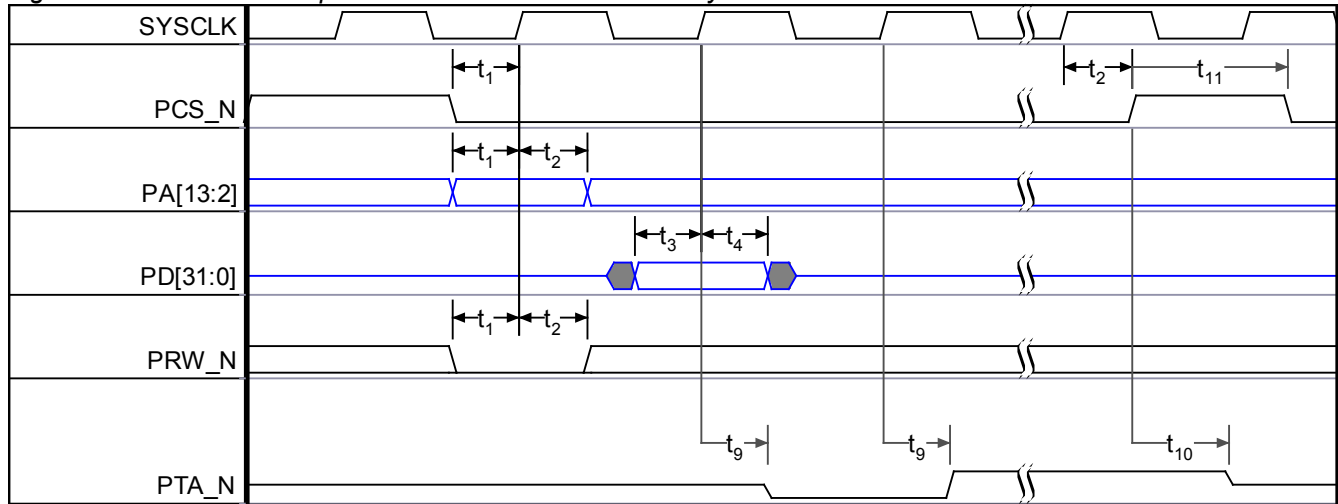 SYSCLK
t1
t2
t11
PCS_N
t1
t2
PA[13:2]
t3
t4
PD[31:0]
t1
t2
PRW_N
t9
t9
t10
PTA_N